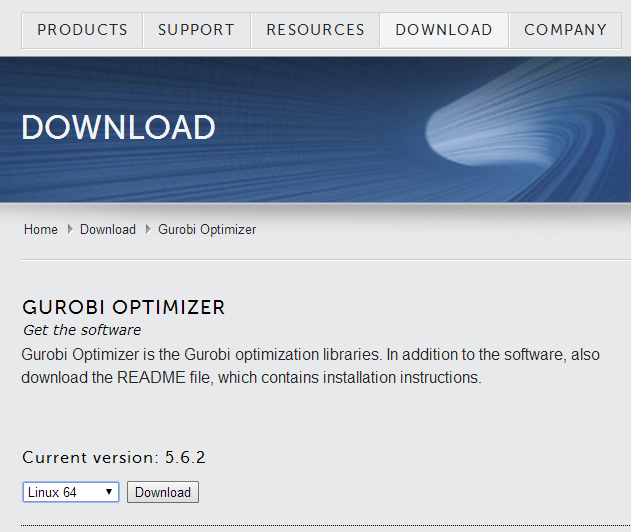 PRODUCTS SUPPORT RESOURCES DOWNLOAD COMPANY
DOWNLOAD
Home Download Gurobi Optimizer
GUROBI OPTIMIZER
Get the software
Gurobi Optimizer is the Gurobi optimization libraries. In addition to the software, also
download the README file, which contains installation instructions.
Current version: 5.6.2
Linux 64 Download